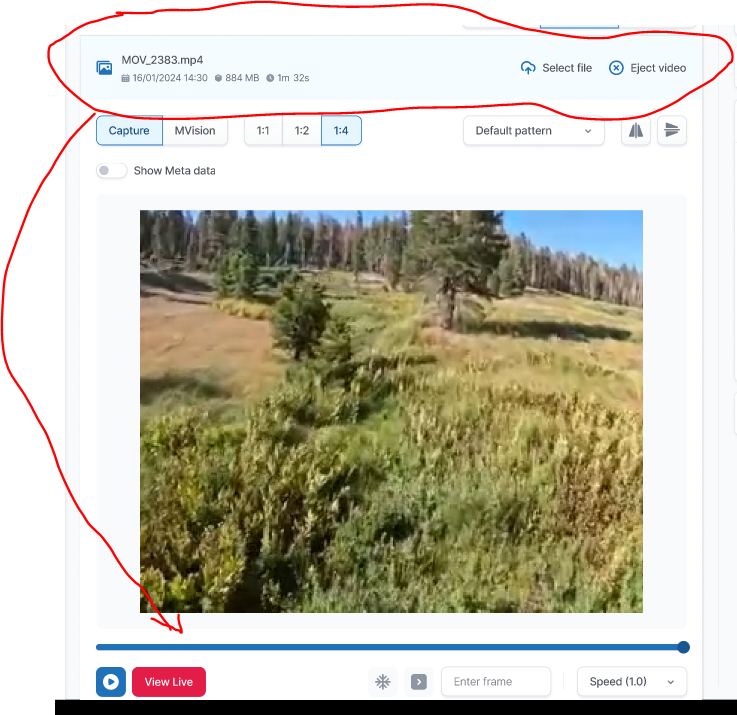 MOV_2383.mp4
16/01/2024 14:30 884 MB 1m 32s
Select file Eject video
Capture MVision 1:1 1:2 1:4 Default pattern
Show Meta data
View Live Enter frame Speed (1.0)